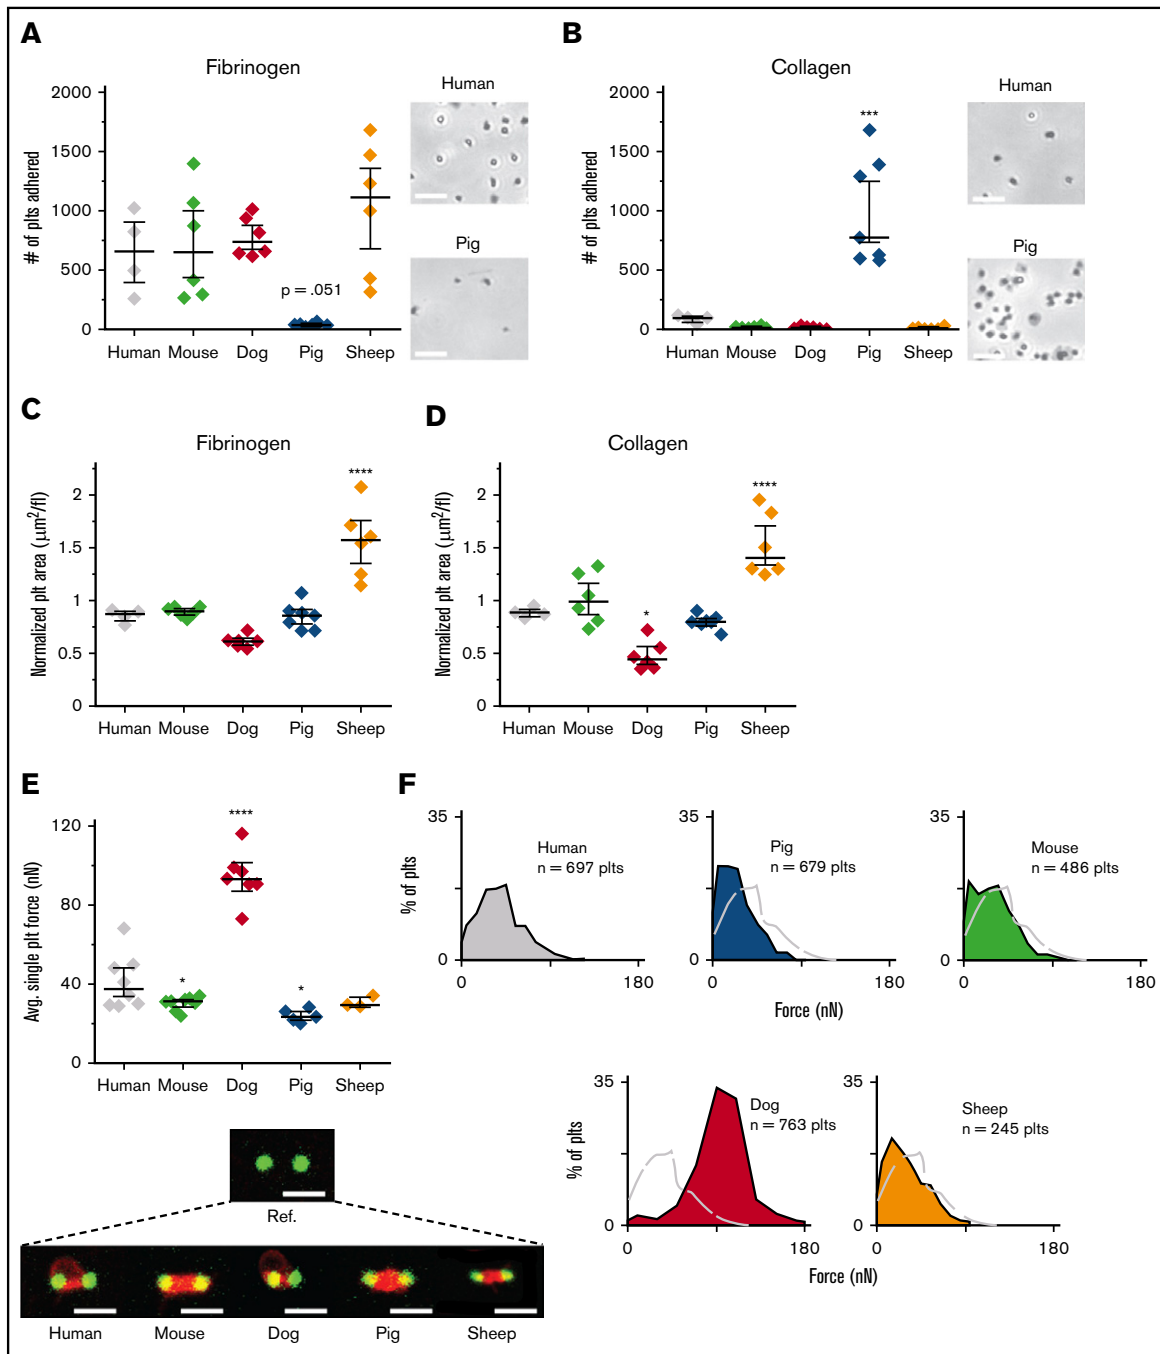 A
Fibrinogen
# of plts adhered
2000
1500
1000
500
0
p = .051
Human Mouse Dog Pig Sheep
Human
Pig
B
Collagen
# of plts adhered
2000
1500
1000
500
0
***
Human Mouse Dog Pig Sheep
Human
Pig
C
Fibrinogen
Normalized plt area (μm²/fl)
2
1.5
1
0.5
0
****
Human Mouse Dog Pig Sheep
D
Collagen
Normalized plt area (μm²/fl)
2
1.5
1
0.5
0
*
****
Human Mouse Dog Pig Sheep
E
Avg. single plt force (nN)
120
80
40
0
*
****
*
Human Mouse Dog Pig Sheep
Ref.
Human Mouse Dog Pig Sheep
F
% of plts
35
0
180
Human
n = 697 plts
35
0
0
180
Pig
n = 679 plts
35
0
0
180
Mouse
n = 486 plts
Force (nN)
% of plts
35
0
0
180
Dog
n = 763 plts
35
0
0
180
Sheep
n = 245 plts
Force (nN)